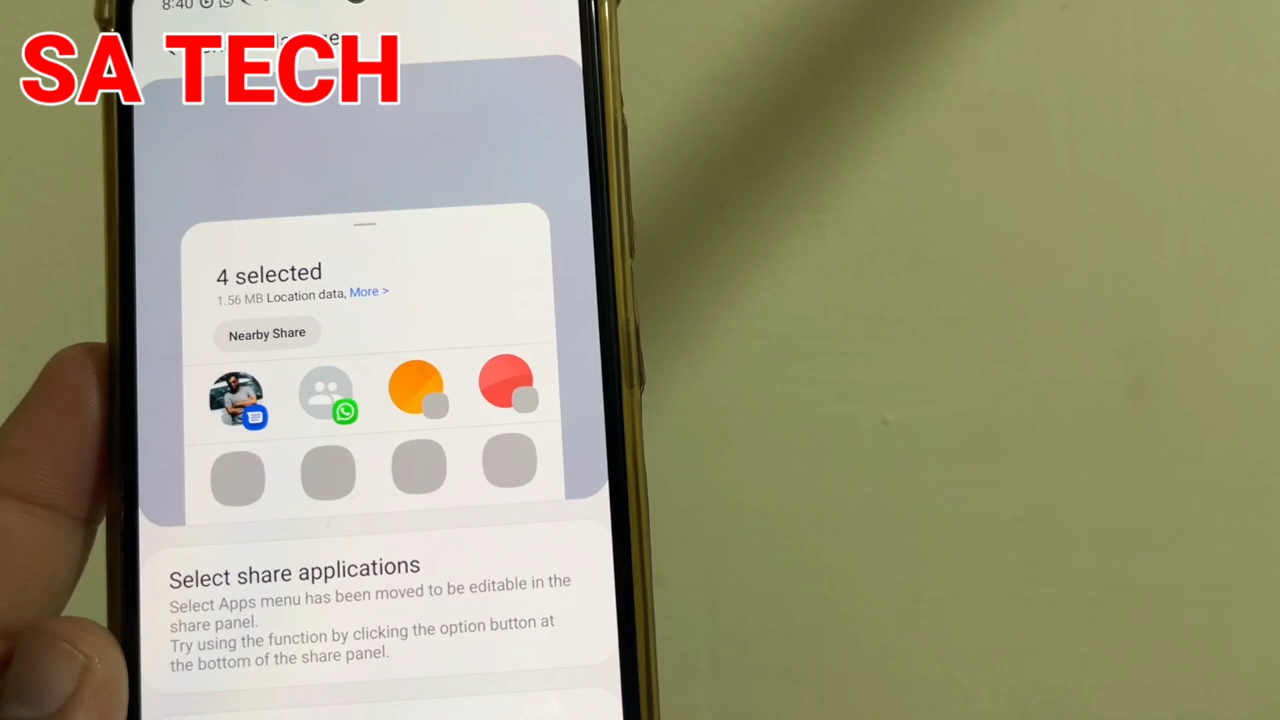 8:40
SA TECH
4 selected
1.56 MB Location data, More >
Nearby Share
Select share applications
Select Apps menu has been moved to be editable in the
share panel.
Try using the function by clicking the option button at
the bottom of the share panel.